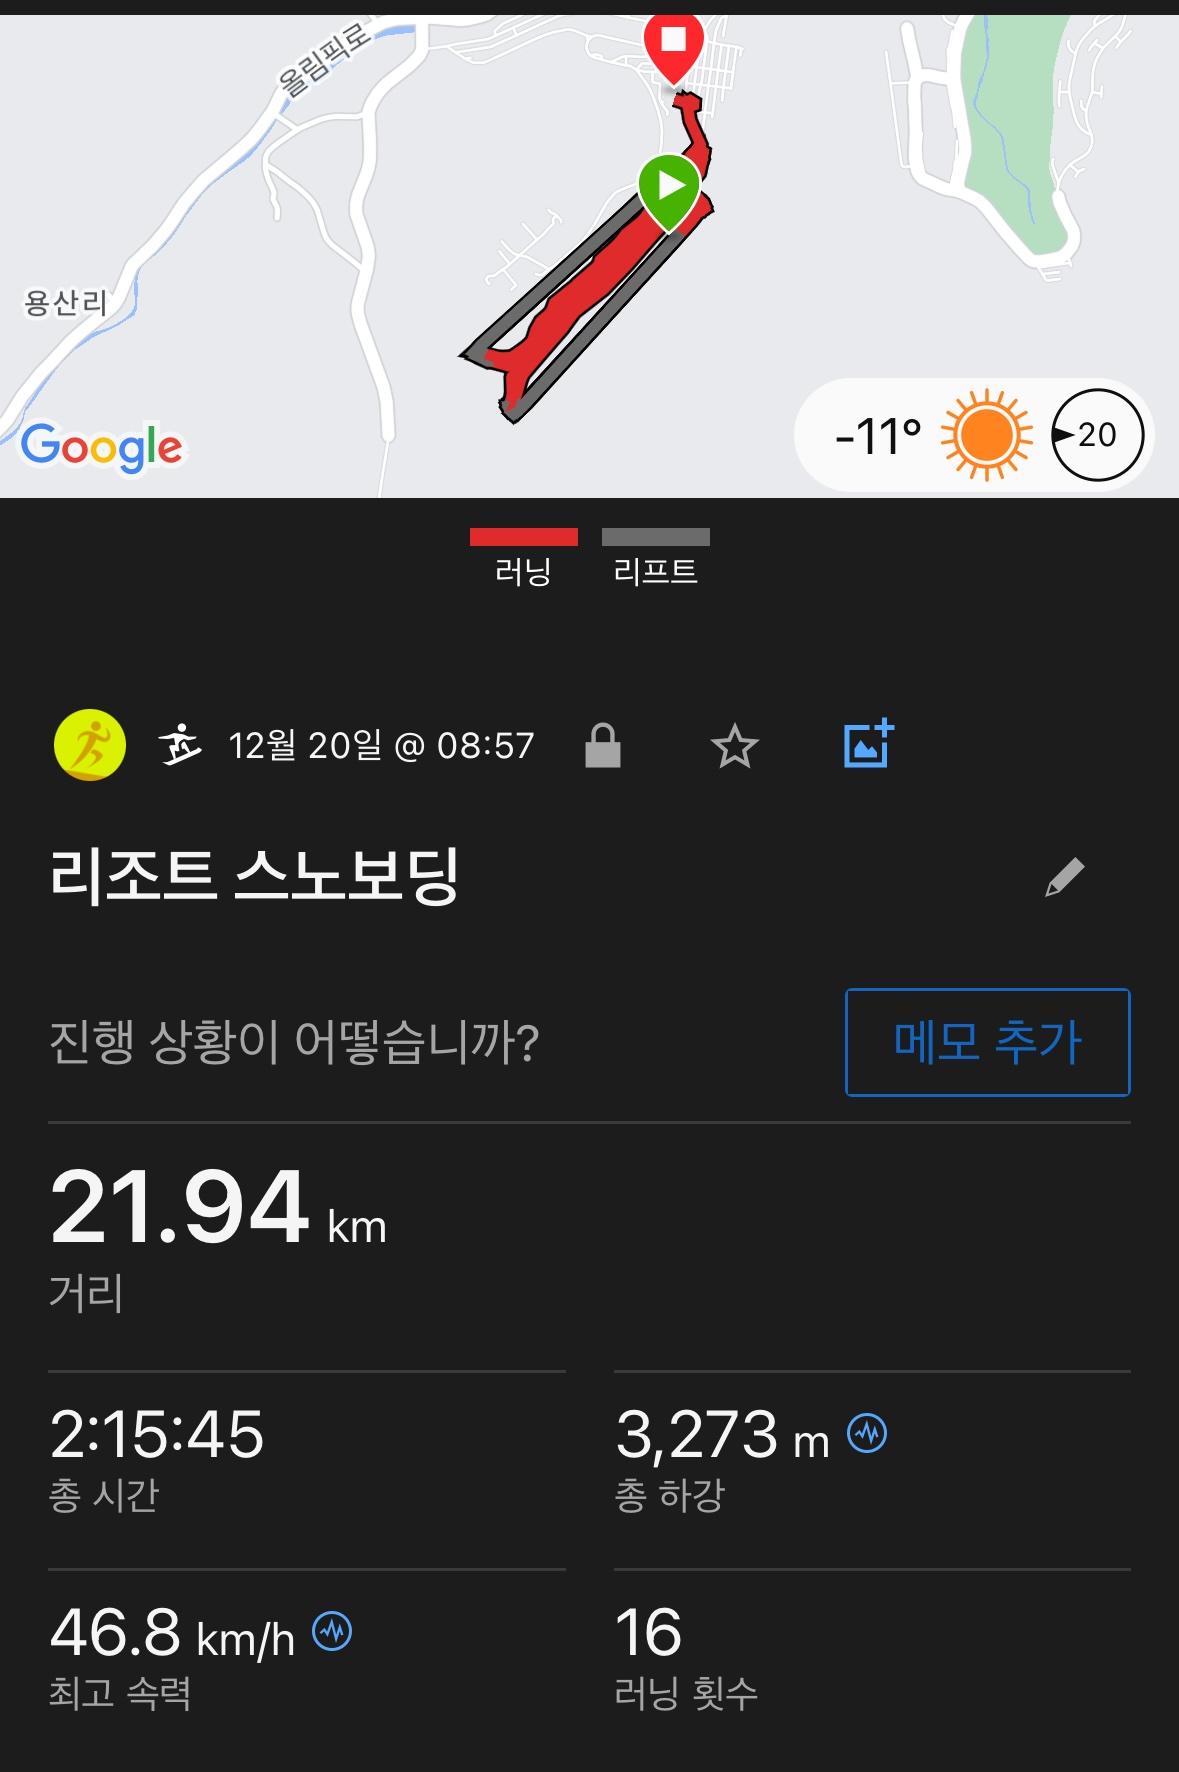 올림픽로
용산리
Google
-11°
20
러닝
리프트
12월 20일 @ 08:57
리조트 스노보딩
진행 상황이 어떻습니까?
메모 추가
21.94 km
거리
2:15:45
총 시간
3,273 m
총 하강
46.8 km/h
최고 속력
16
러닝 횟수